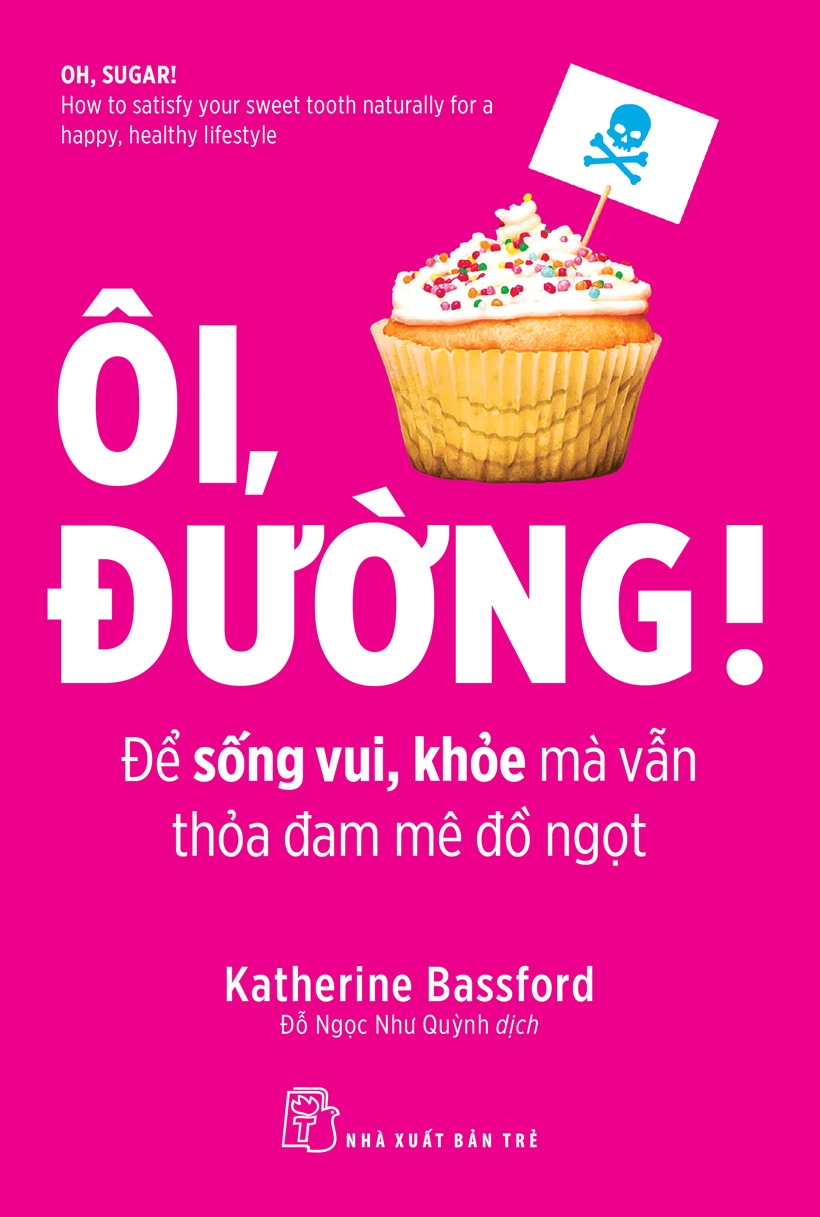 OH, SUGAR!
How to satisfy your sweet tooth naturally for a
happy, healthy lifestyle
ÔI,
ĐƯỜNG!
Để sống vui, khỏe mà vẫn
thỏa đam mê đồ ngọt
Katherine Bassford
Đỗ Ngọc Như Quỳnh dịch
T
NHÀ XUẤT BẢN TRẺ